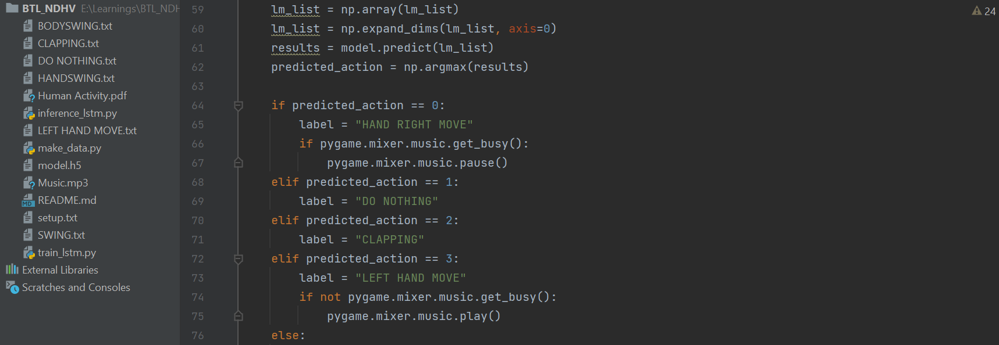 BTL_NDHV E:\Learnings\BTL_NDH
BODYSWING.txt
CLAPPING.txt
DO NOTHING.txt
HANDSWING.txt
Human Activity.pdf
inference_lstm.py
LEFT HAND MOVE.txt
make_data.py
model.h5
Music.mp3
README.md
setup.txt
SWING.txt
train_lstm.py
External Libraries
Scratches and Consoles
24
59 lm_list = np.array(lm_list)
60 lm_list = np.expand_dims(lm_list, axis=0)
61 results = model.predict(lm_list)
62 predicted_action = np.argmax(results)
63
64 if predicted_action == 0:
65 label = "HAND RIGHT MOVE"
66 if pygame.mixer.music.get_busy():
67 pygame.mixer.music.pause()
68 elif predicted_action == 1:
69 label = "DO NOTHING"
70 elif predicted_action == 2:
71 label = "CLAPPING"
72 elif predicted_action == 3:
73 label = "LEFT HAND MOVE"
74 if not pygame.mixer.music.get_busy():
75 pygame.mixer.music.play()
76 else: